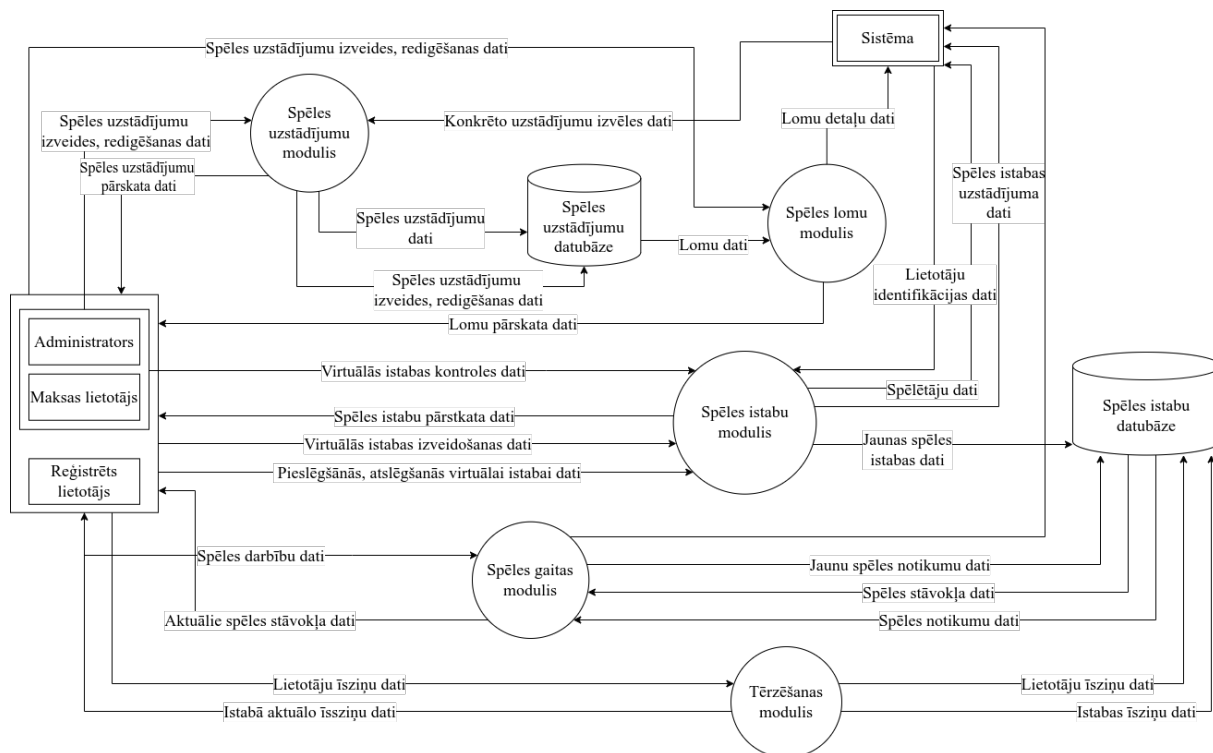 Sistēma
Spēles uzstādījumu izveides, redigēšanas dati
Spēles
uzstādījumu
modulis
Spēles uzstādījumu
izveides, redigēšanas dati
Konkrēto uzstādījumu izvēles dati
Lomu detaļu dati
Spēles uzstādījumu
pārskata dati
Spēles istabas
uzstādījuma
dati
Spēles
uzstādījumu
datubāze
Spēles uzstādījumu
dati
Spēles lomu
modulis
Lomu dati
Spēles uzstādījumu
izveides, redigēšanas dati
Lietotāju
identifikācijas dati
Lomu pārskata dati
Administrators
Maksas lietotājs
Reģistrēts
lietotājs
Virtuālās istabas kontroles dati
Spēlētāju dati
Spēles istabu pārstkata dati
Spēles istabu
modulis
Spēles istabu
datubāze
Virtuālās istabas izveidošanas dati
Jaunas spēles
istabas dati
Pieslēgšānās, atslēgšanās virtuālai istabai dati
Spēles darbību dati
Spēles gaitas
modulis
Jaunu spēles notikumu dati
Spēles stāvokļa dati
Aktuālie spēles stāvokļa dati
Spēles notikumu dati
Lietotāju īsziņu dati
Tērzēšanas
modulis
Lietotāju īsziņu dati
Istabā aktuālo īssziņu dati
Istabas īsziņu dati